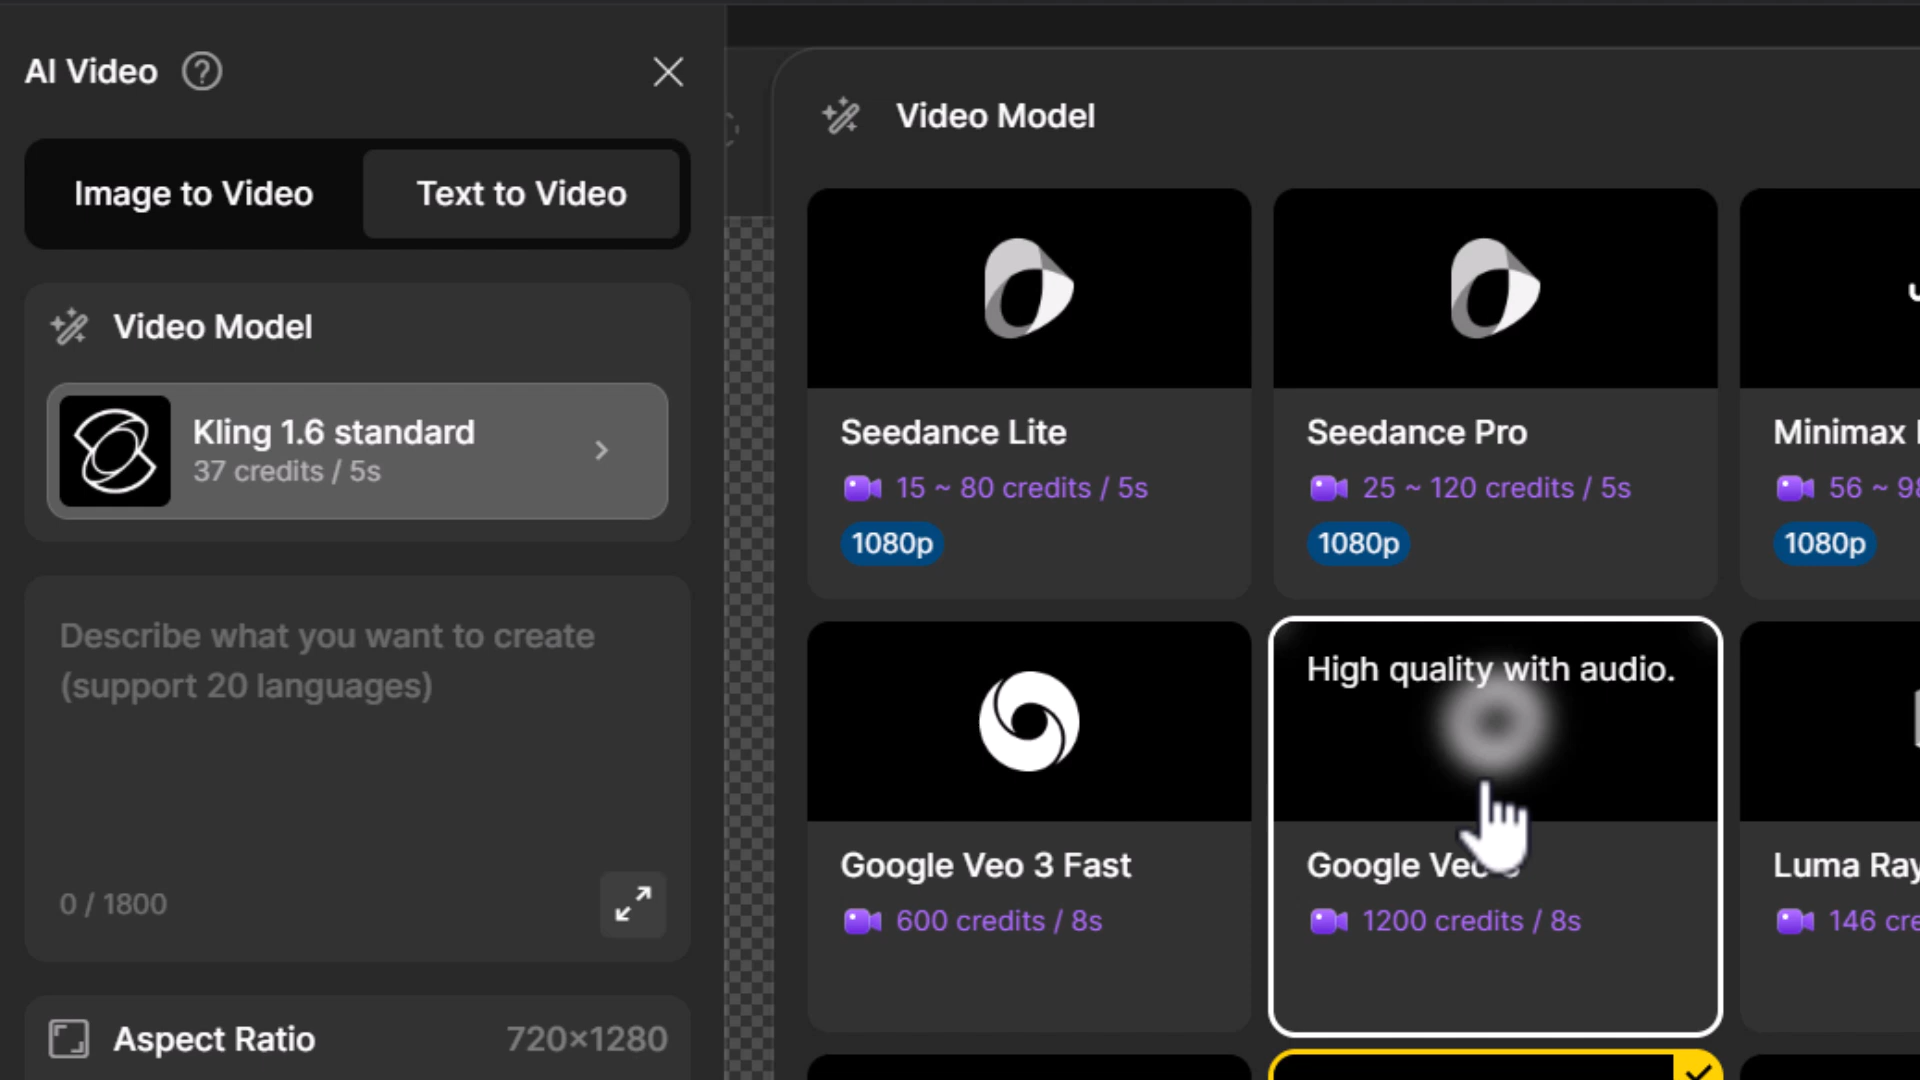 AI Video
Image to Video
Text to Video
Video Model
Kling 1.6 standard
37 credits / 5s
Describe what you want to create
(support 20 languages)
0 / 1800
Aspect Ratio
720×1280
Video Model
Seedance Lite
15 ~ 80 credits / 5s
1080p
Seedance Pro
25 ~ 120 credits / 5s
1080p
Minimax
56 ~
1080p
Google Veo 3 Fast
600 credits / 8s
High quality with audio.
Google
1200 credits / 8s
Luma
146